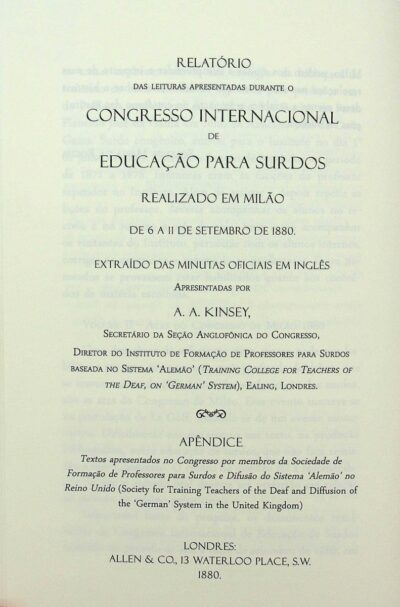 RELATÓRIO
DAS LEITURAS APRESENTADAS DURANTE O
CONGRESSO INTERNACIONAL
DE
EDUCAÇÃO PARA SURDOS
REALIZADO EM MILÃO
DE 6 A 11 DE SETEMBRO DE 1880.
EXTRAÍDO DAS MINUTAS OFICIAIS EM INGLÊS
APRESENTADAS POR
A. A. KINSEY,
SECRETÁRIO DA SEÇÃO ANGLOFÔNICA DO CONGRESSO,
DIRETOR DO INSTITUTO DE FORMAÇÃO DE PROFESSORES PARA SURDOS
BASEADA NO SISTEMA 'ALEMÃO' (TRAINING COLLEGE FOR TEACHERS OF
THE DEAF, ON 'GERMAN' SYSTEM), EALING, LONDRES.
APÊNDICE
Textos apresentados no Congresso por membros da Sociedade de
Formação de Professores para Surdos e Difusão do Sistema 'Alemão' no
Reino Unido (Society for Training Teachers of the Deaf and Diffusion of
the 'German' System in the United Kingdom)
LONDRES:
ALLEN & CO., 13 WATERLOO PLACE, S.W.
1880.